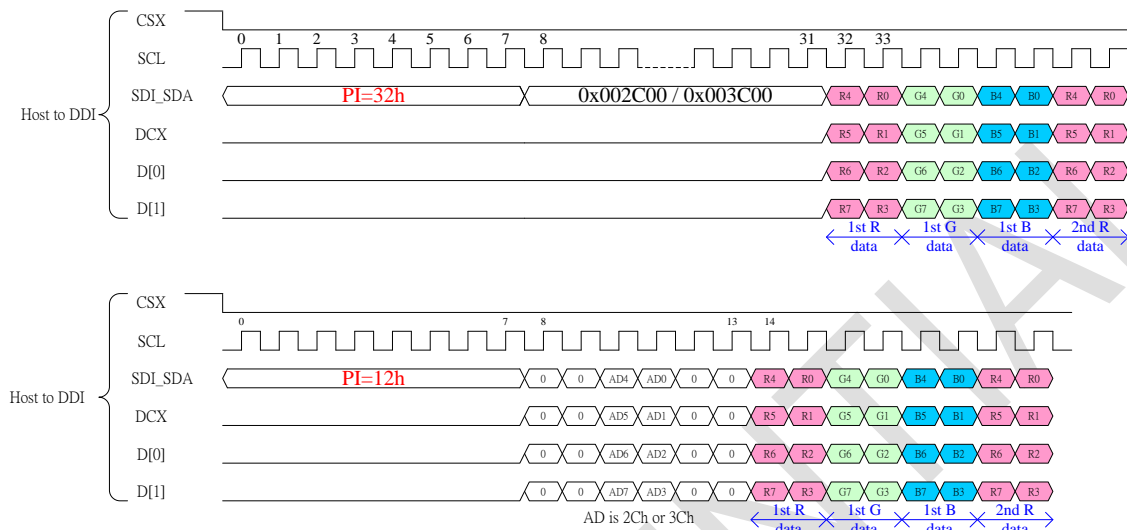 CSX
0 1 2 3 4 5 6 7 8 31 32 33
SCL
SDI_SDA PI=32h 0x002C00 / 0x003C00 R4 R0 G4 G0 B4 B0 R4 R0
Host to DDI
DCX R5 R1 G5 G1 B5 B1 R5 R1
D[0] R6 R2 G6 G2 B6 B2 R6 R2
D[1] R7 R3 G7 G3 B7 B3 R7 R3
1st R 1st G 1st B 2nd R
data data data data
CSX
0 7 8 13 14
SCL
SDI_SDA PI=12h 0 0 AD4 AD0 0 0 R4 R0 G4 G0 B4 B0 R4 R0
Host to DDI
DCX 0 0 AD5 AD1 0 0 R5 R1 G5 G1 B5 B1 R5 R1
D[0] 0 0 AD6 AD2 0 0 R6 R2 G6 G2 B6 B2 R6 R2
D[1] 0 0 AD7 AD3 0 0 R7 R3 G7 G3 B7 B3 R7 R3
AD is 2Ch or 3Ch 1st R 1st G 1st B 2nd R
data data data data